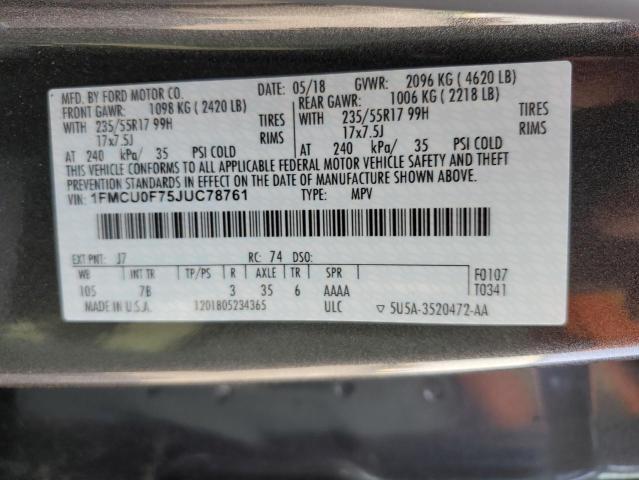 MFD. BY FORD MOTOR CO. DATE: 05/18 GVWR: 2096 KG ( 4620 LB)
FRONT GAWR: 1098 KG ( 2420 LB) REAR GAWR: 1006 KG ( 2218 LB)
WITH 235/55R17 99H TIRES WITH 235/55R17 99H TIRES
17x7.5J RIMS 17x7.5J RIMS
AT 240 kPa/ 35 PSI COLD AT 240 kPa/ 35 PSI COLD
THIS VEHICLE CONFORMS TO ALL APPLICABLE FEDERAL MOTOR VEHICLE SAFETY AND THEFT
PREVENTION STANDARDS IN EFFECT ON THE DATE OF MANUFACTURE SHOWN ABOVE.
VIN: 1FMCU0F75JUC78761 TYPE: MPV
EXT PNT: J7 RC: 74 DSO:
WB INT TR TP/PS R AXLE TR SPR F0107
105 7B 3 35 6 AAAA T0341
MADE IN U.S.A. 1201805234365 ULC ▽ 5U5A-3520472-AA